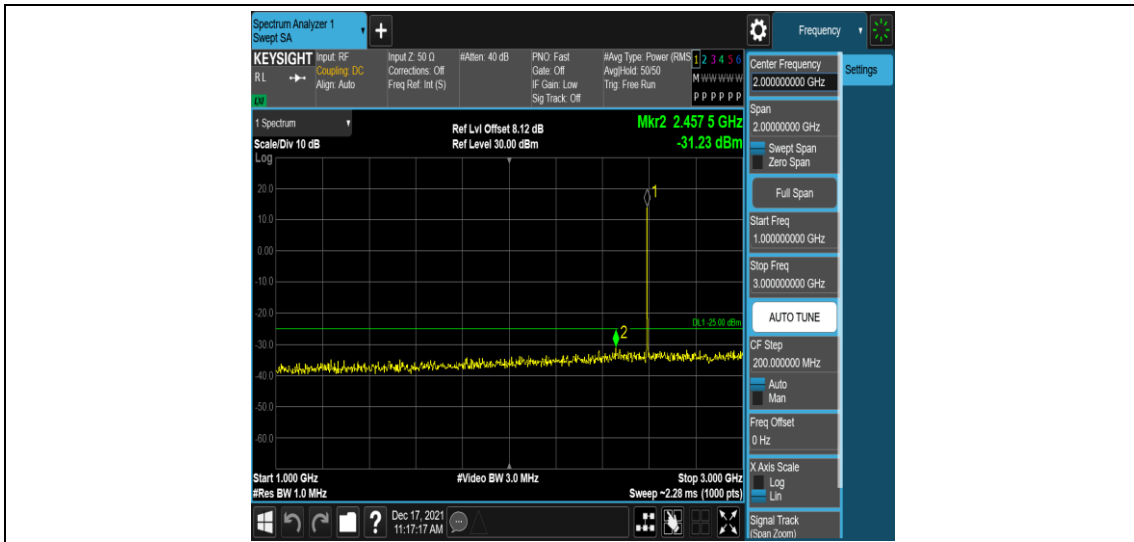 Spectrum Analyzer 1
Swept SA
+
Frequency
KEYSIGHT
RL
LXI
Input: RF
Coupling: DC
Align: Auto
Input Z: 50 Ω
Corrections: Off
Freq Ref: Int (S)
#Atten: 40 dB
PNO: Fast
Gate: Off
IF Gain: Low
Sig Track: Off
#Avg Type: Power (RMS
Avg|Hold: 50/50
Trig: Free Run
1 2 3 4 5 6
M W W W W W
P P P P P P
1 Spectrum
Scale/Div 10 dB
Ref Lvl Offset 8.12 dB
Ref Level 30.00 dBm
Mkr2 2.457 5 GHz
-31.23 dBm
Log
20.0
10.0
0.00
-10.0
-20.0
-30.0
-40.0
-50.0
-60.0
1
2
DL1 -25.00 dBm
Start 1.000 GHz
#Res BW 1.0 MHz
#Video BW 3.0 MHz
Stop 3.000 GHz
Sweep ~2.28 ms (1000 pts)
?
Dec 17, 2021
11:17:17 AM
Center Frequency
2.000000000 GHz
Settings
Span
2.00000000 GHz
Swept Span
Zero Span
Full Span
Start Freq
1.000000000 GHz
Stop Freq
3.000000000 GHz
AUTO TUNE
CF Step
200.000000 MHz
Auto
Man
Freq Offset
0 Hz
X Axis Scale
Log
Lin
Signal Track
(Span Zoom)